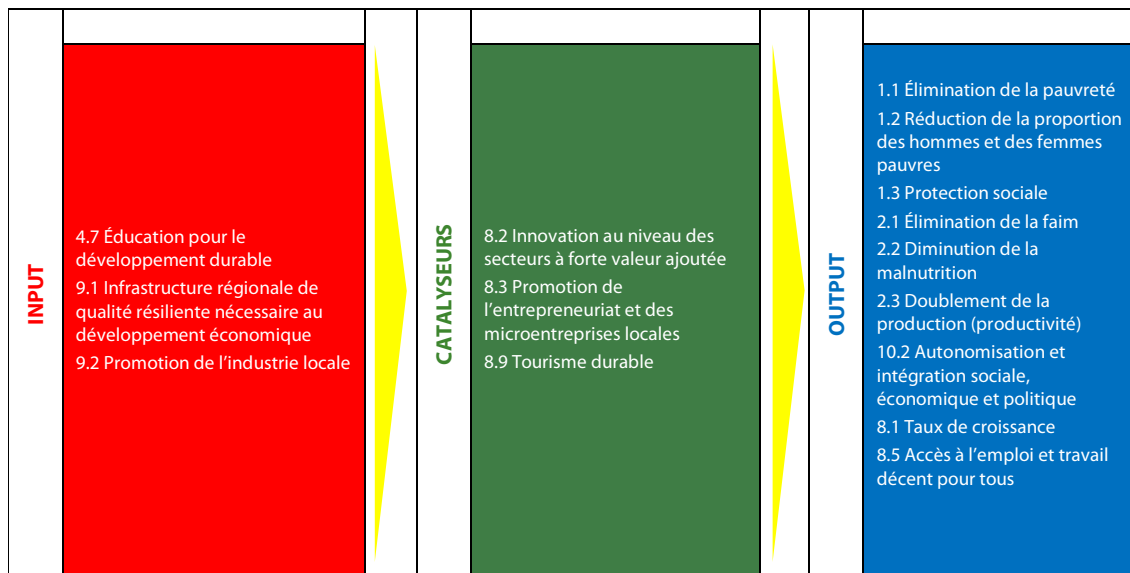 INPUT
4.7 Éducation pour le
développement durable
9.1 Infrastructure régionale de
qualité résiliente nécessaire au
développement économique
9.2 Promotion de l’industrie locale
CATALYSEURS
8.2 Innovation au niveau des
secteurs à forte valeur ajoutée
8.3 Promotion de
l’entrepreneuriat et des
microentreprises locales
8.9 Tourisme durable
OUTPUT
1.1 Élimination de la pauvreté
1.2 Réduction de la proportion
des hommes et des femmes
pauvres
1.3 Protection sociale
2.1 Élimination de la faim
2.2 Diminution de la
malnutrition
2.3 Doublement de la
production (productivité)
10.2 Autonomisation et
intégration sociale,
économique et politique
8.1 Taux de croissance
8.5 Accès à l’emploi et travail
décent pour tous